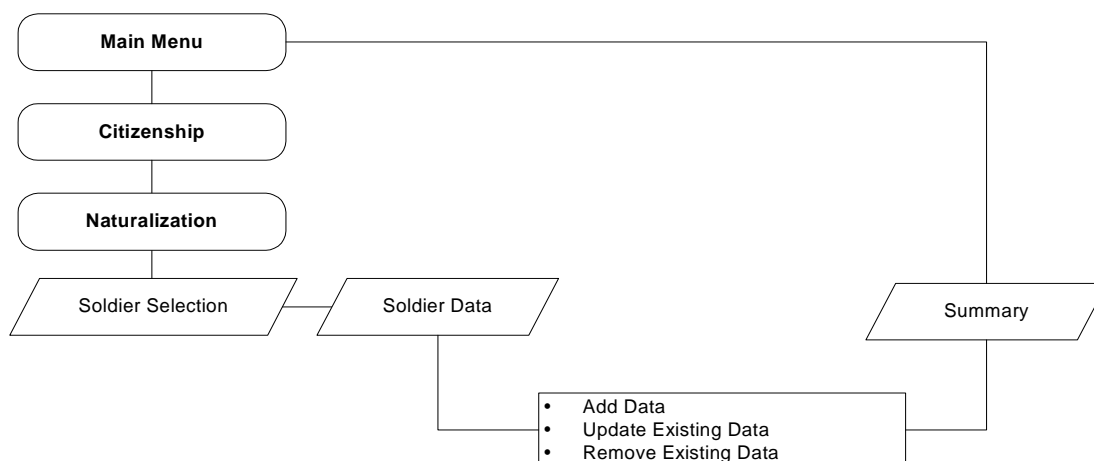 Main Menu
Citizenship
Naturalization
Soldier Selection
Soldier Data
Summary
• Add Data
• Update Existing Data
• Remove Existing Data